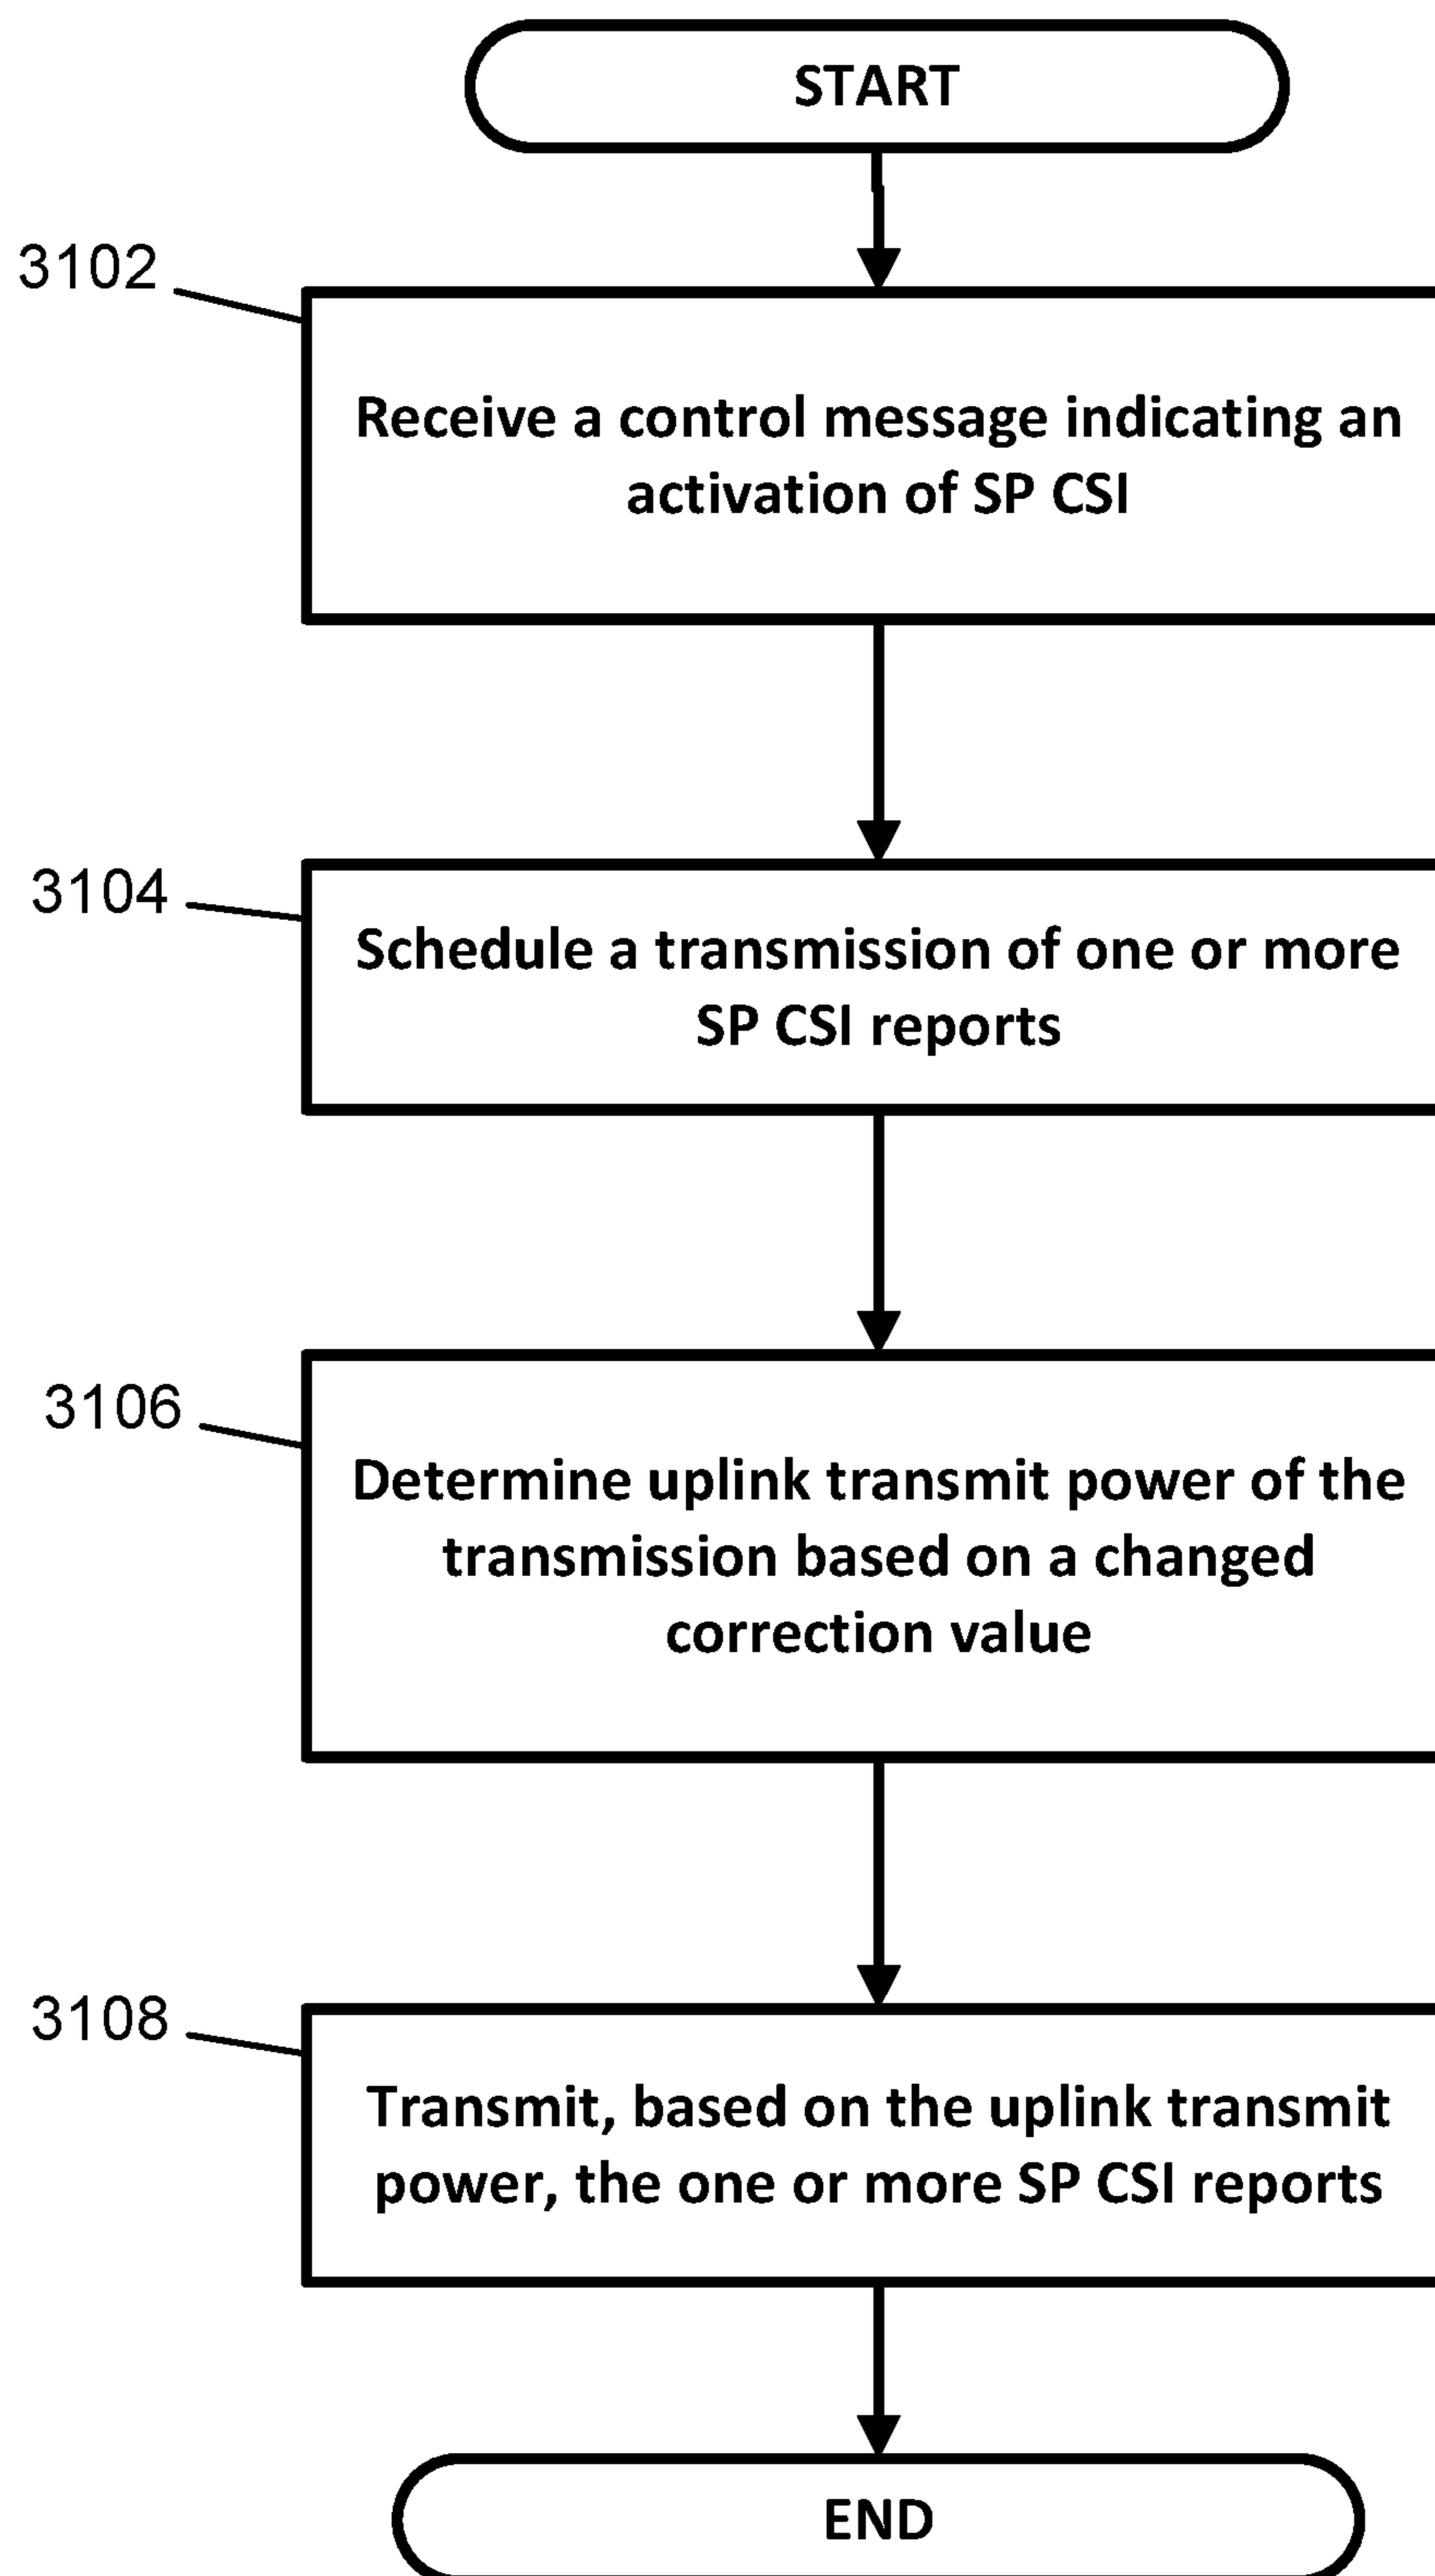 START
3102
Receive a control message indicating an
activation of SP CSI
3104
Schedule a transmission of one or more
SP CSI reports
3106
Determine uplink transmit power of the
transmission based on a changed
correction value
3108
Transmit, based on the uplink transmit
power, the one or more SP CSI reports
END